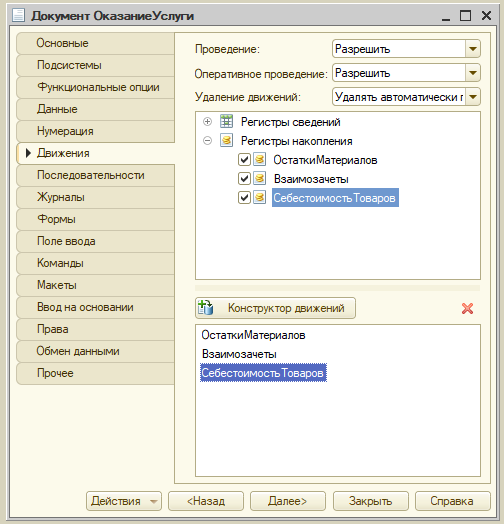 Документ ОказаниеУслуги
Основные
Подсистемы
Функциональные опции
Данные
Нумерация
Движения
Последовательности
Журналы
Формы
Поле ввода
Команды
Макеты
Ввод на основании
Права
Обмен данными
Прочее
Проведение: Разрешить
Оперативное проведение: Разрешить
Удаление движений: Удалять автоматически г
Регистры сведений
Регистры накопления
ОстаткиМатериалов
Взаимозачеты
СебестоимостьТоваров
Конструктор движений
ОстаткиМатериалов
Взаимозачеты
СебестоимостьТоваров
Действия <Назад Далее> Закрыть Справка